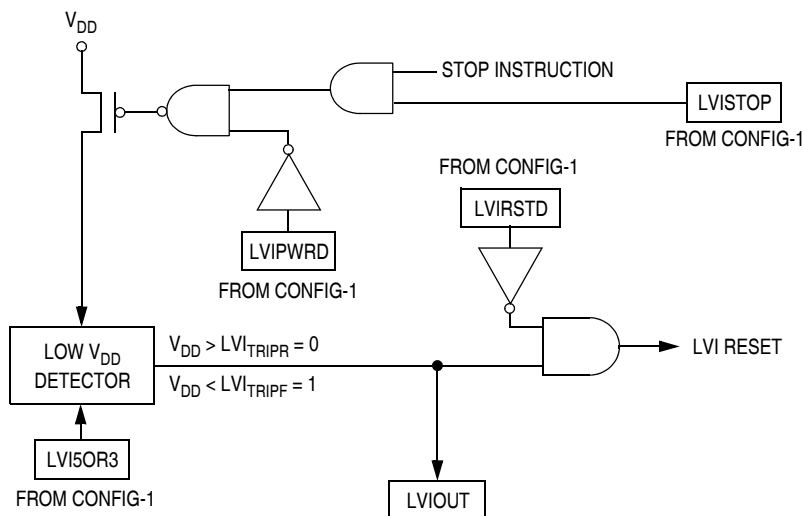 VDD
STOP INSTRUCTION
LVISTOP
FROM CONFIG-1
FROM CONFIG-1
LVIRSTD
LVIPWRD
FROM CONFIG-1
LOW VDD
DETECTOR
VDD > LVITRIPR = 0
VDD < LVITRIPF = 1
LVI RESET
LVI5OR3
FROM CONFIG-1
LVIOUT